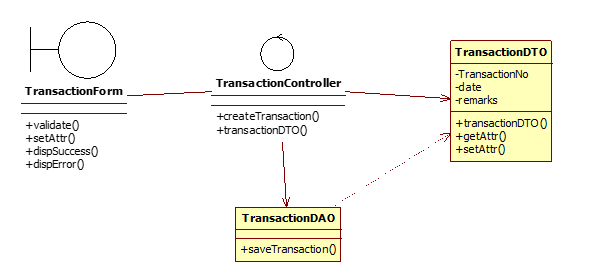 TransactionForm
+validate()
+setAttr()
+dispSuccess()
+dispError()
TransactionController
+createTransaction()
+transactionDTO()
TransactionDTO
-TransactionNo
-date
-remarks
+transactionDTO()
+getAttr()
+setAttr()
TransactionDAO
+saveTransaction()